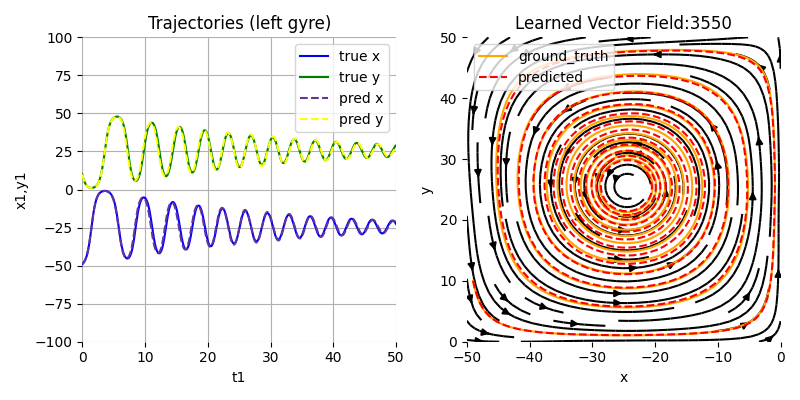 Trajectories (left gyre)
100
75
50
25
0
−25
−50
−75
−100
x1,y1
true x
true y
pred x
pred y
0
10
20
30
40
50
t1
Learned Vector Field:3550
50
40
30
20
10
0
y
ground_truth
predicted
−50
−40
−30
−20
−10
0
x